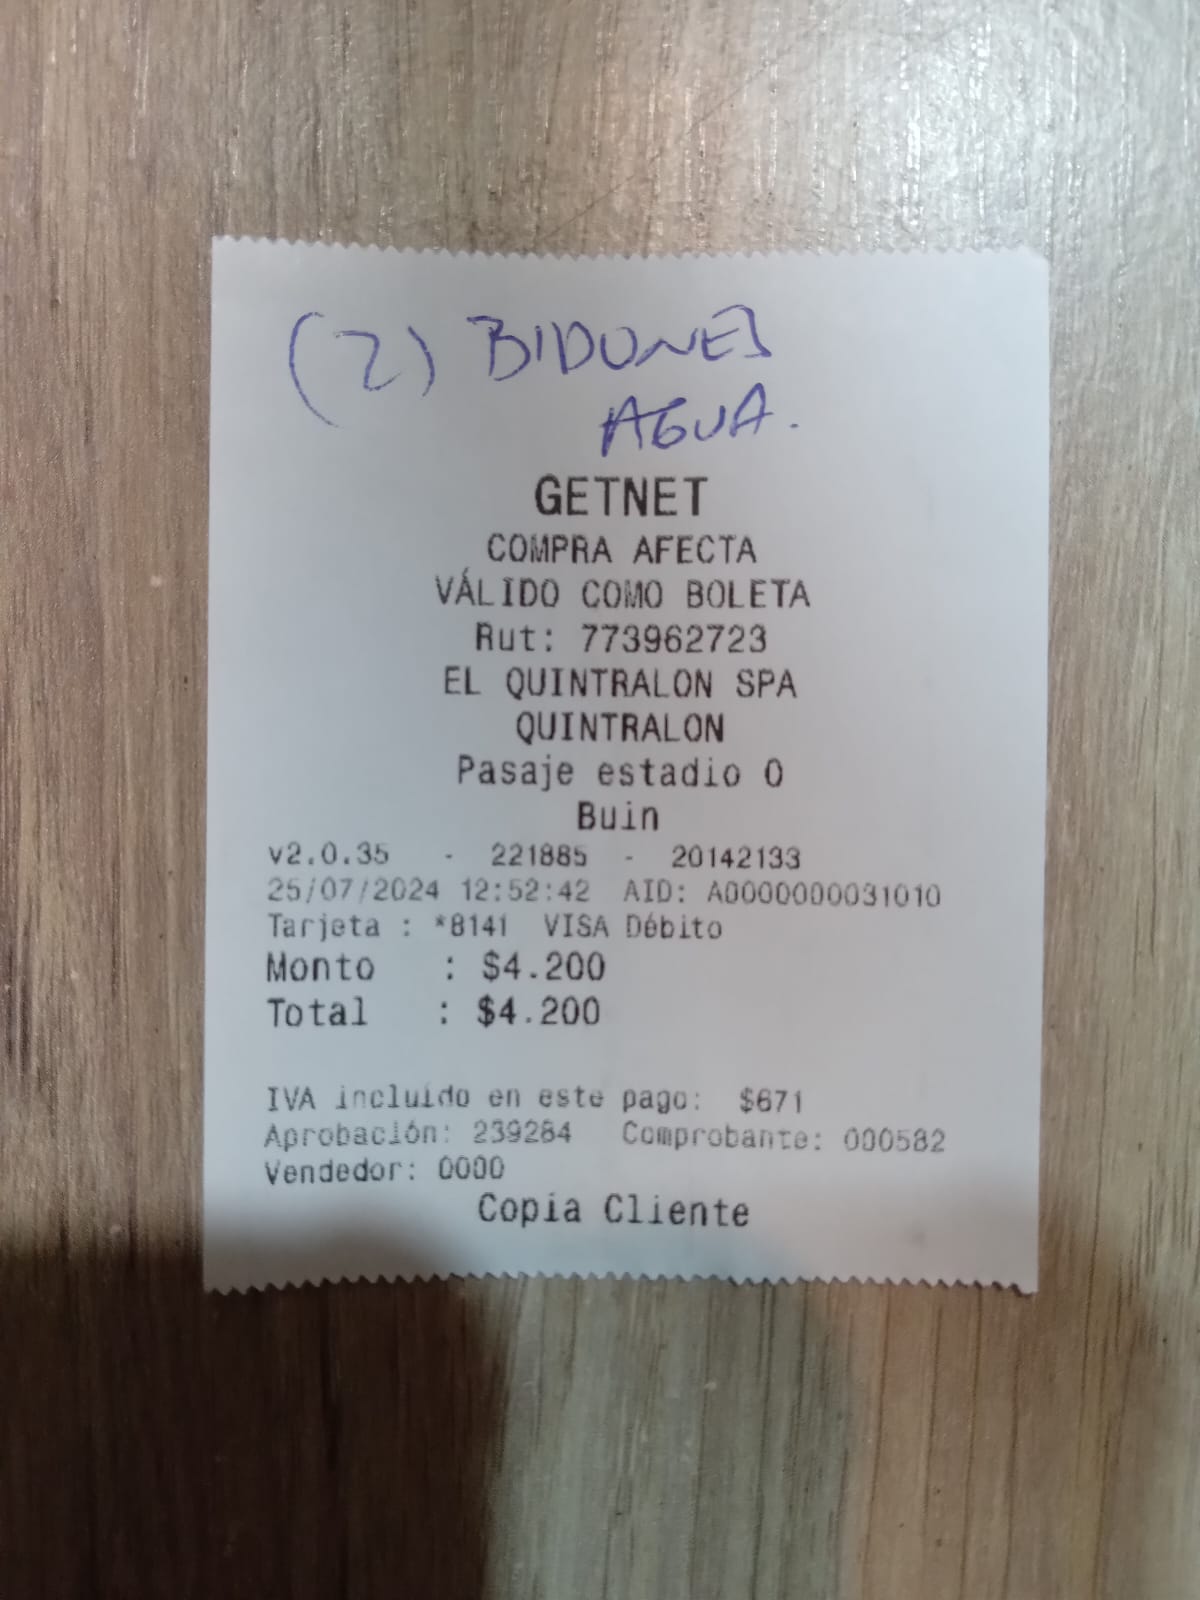 (2) BIDONES
AGUA.
GETNET
COMPRA AFECTA
VÁLIDO COMO BOLETA
Rut: 773962723
EL QUINTRALON SPA
QUINTRALON
Pasaje estadio 0
Buin
v2.0.35 - 221885 - 20142133
25/07/2024 12:52:42 AID: A0000000031010
Tarjeta : *8141 VISA Débito
Monto : $4.200
Total : $4.200
IVA incluído en este pago: $671
Aprobación: 239284 Comprobante: 000582
Vendedor: 0000
Copia Cliente